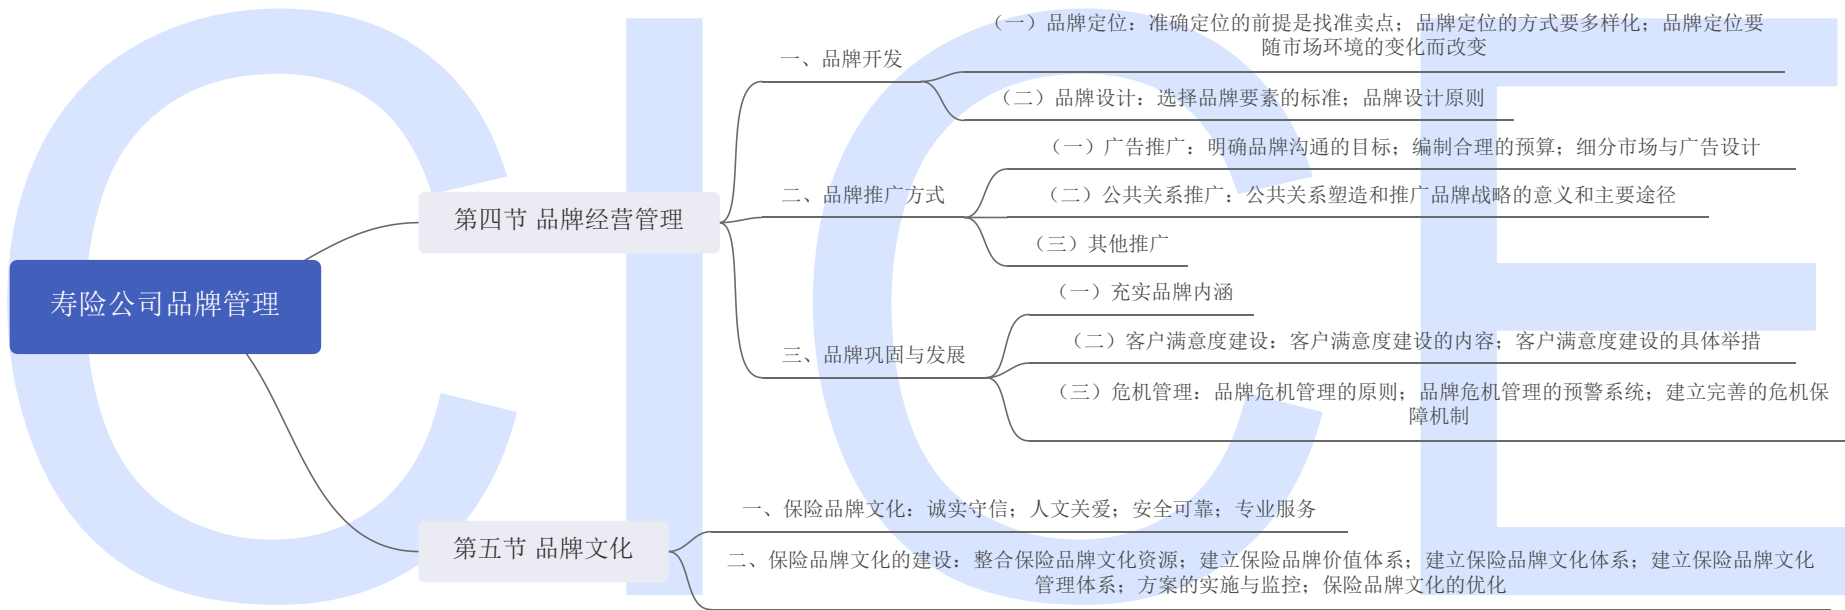 寿险公司品牌管理
第四节 品牌经营管理
一、品牌开发
（一）品牌定位：准确定位的前提是找准卖点；品牌定位的方式要多样化；品牌定位要
随市场环境的变化而改变
（二）品牌设计：选择品牌要素的标准；品牌设计原则
二、品牌推广方式
（一）广告推广：明确品牌沟通的目标；编制合理的预算；细分市场与广告设计
（二）公共关系推广：公共关系塑造和推广品牌战略的意义和主要途径
（三）其他推广
三、品牌巩固与发展
（一）充实品牌内涵
（二）客户满意度建设：客户满意度建设的内容；客户满意度建设的具体举措
（三）危机管理：品牌危机管理的原则；品牌危机管理的预警系统；建立完善的危机保
障机制
第五节 品牌文化
一、保险品牌文化：诚实守信；人文关爱；安全可靠；专业服务
二、保险品牌文化的建设：整合保险品牌文化资源；建立保险品牌价值体系；建立保险品牌文化体系；建立保险品牌文化
管理体系；方案的实施与监控；保险品牌文化的优化
CICE